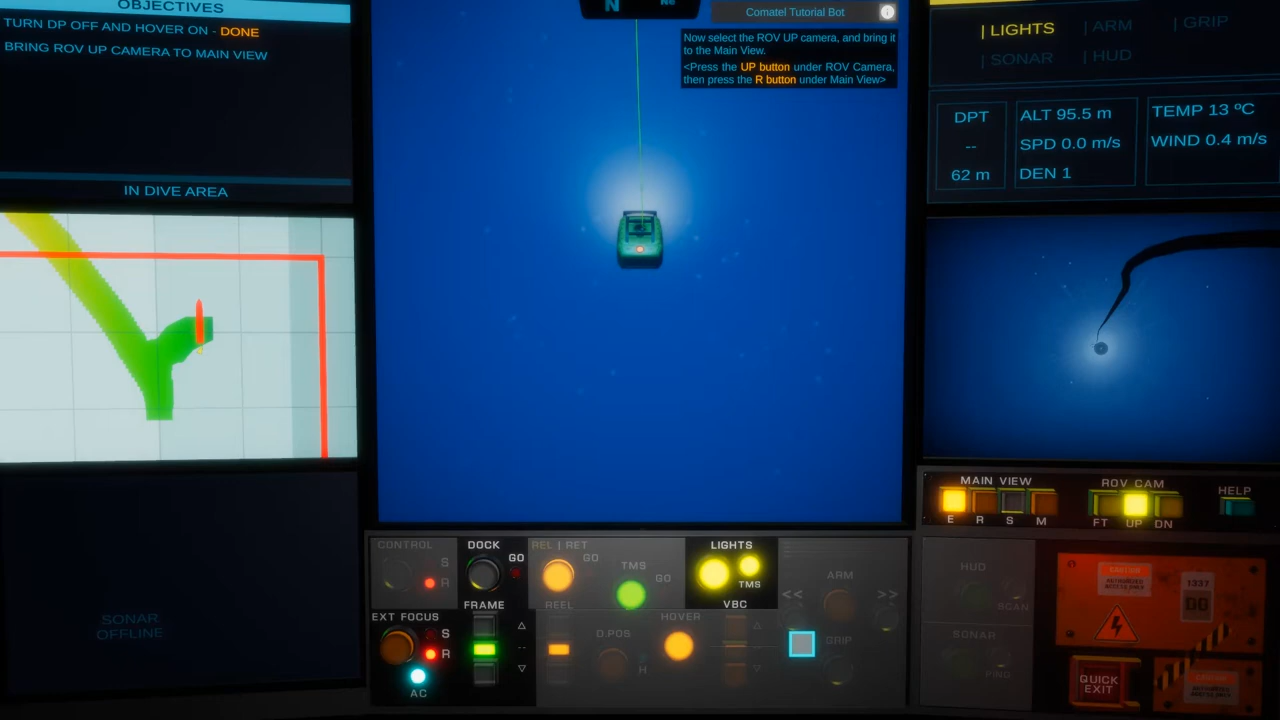 OBJECTIVES
TURN DP OFF AND HOVER ON - DONE
BRING ROV UP CAMERA TO MAIN VIEW
IN DIVE AREA
SONAR
OFFLINE
N
Ne
Comatel Tutorial Bot
Now select the ROV UP camera, and bring it
to the Main View.
<Press the UP button under ROV Camera,
then press the R button under Main View>
| LIGHTS | ARM | GRIP
| SONAR | HUD
DPT
--
62 m
ALT 95.5 m
SPD 0.0 m/s
DEN 1
TEMP 13 ºC
WIND 0.4 m/s
MAIN VIEW
E R S M
ROV CAM
FT UP DN
HELP
CONTROL
S
R
DOCK
GO
REL | RET
GO
TMS
GO
REEL
LIGHTS
TMS
ARM
<< >>
GRIP
EXT FOCUS
S
R
AC
FRAME
--
D.POS
H
HOVER
VBC
--
HUD
SCAN
SONAR
PING
1337
DO
QUICK
EXIT